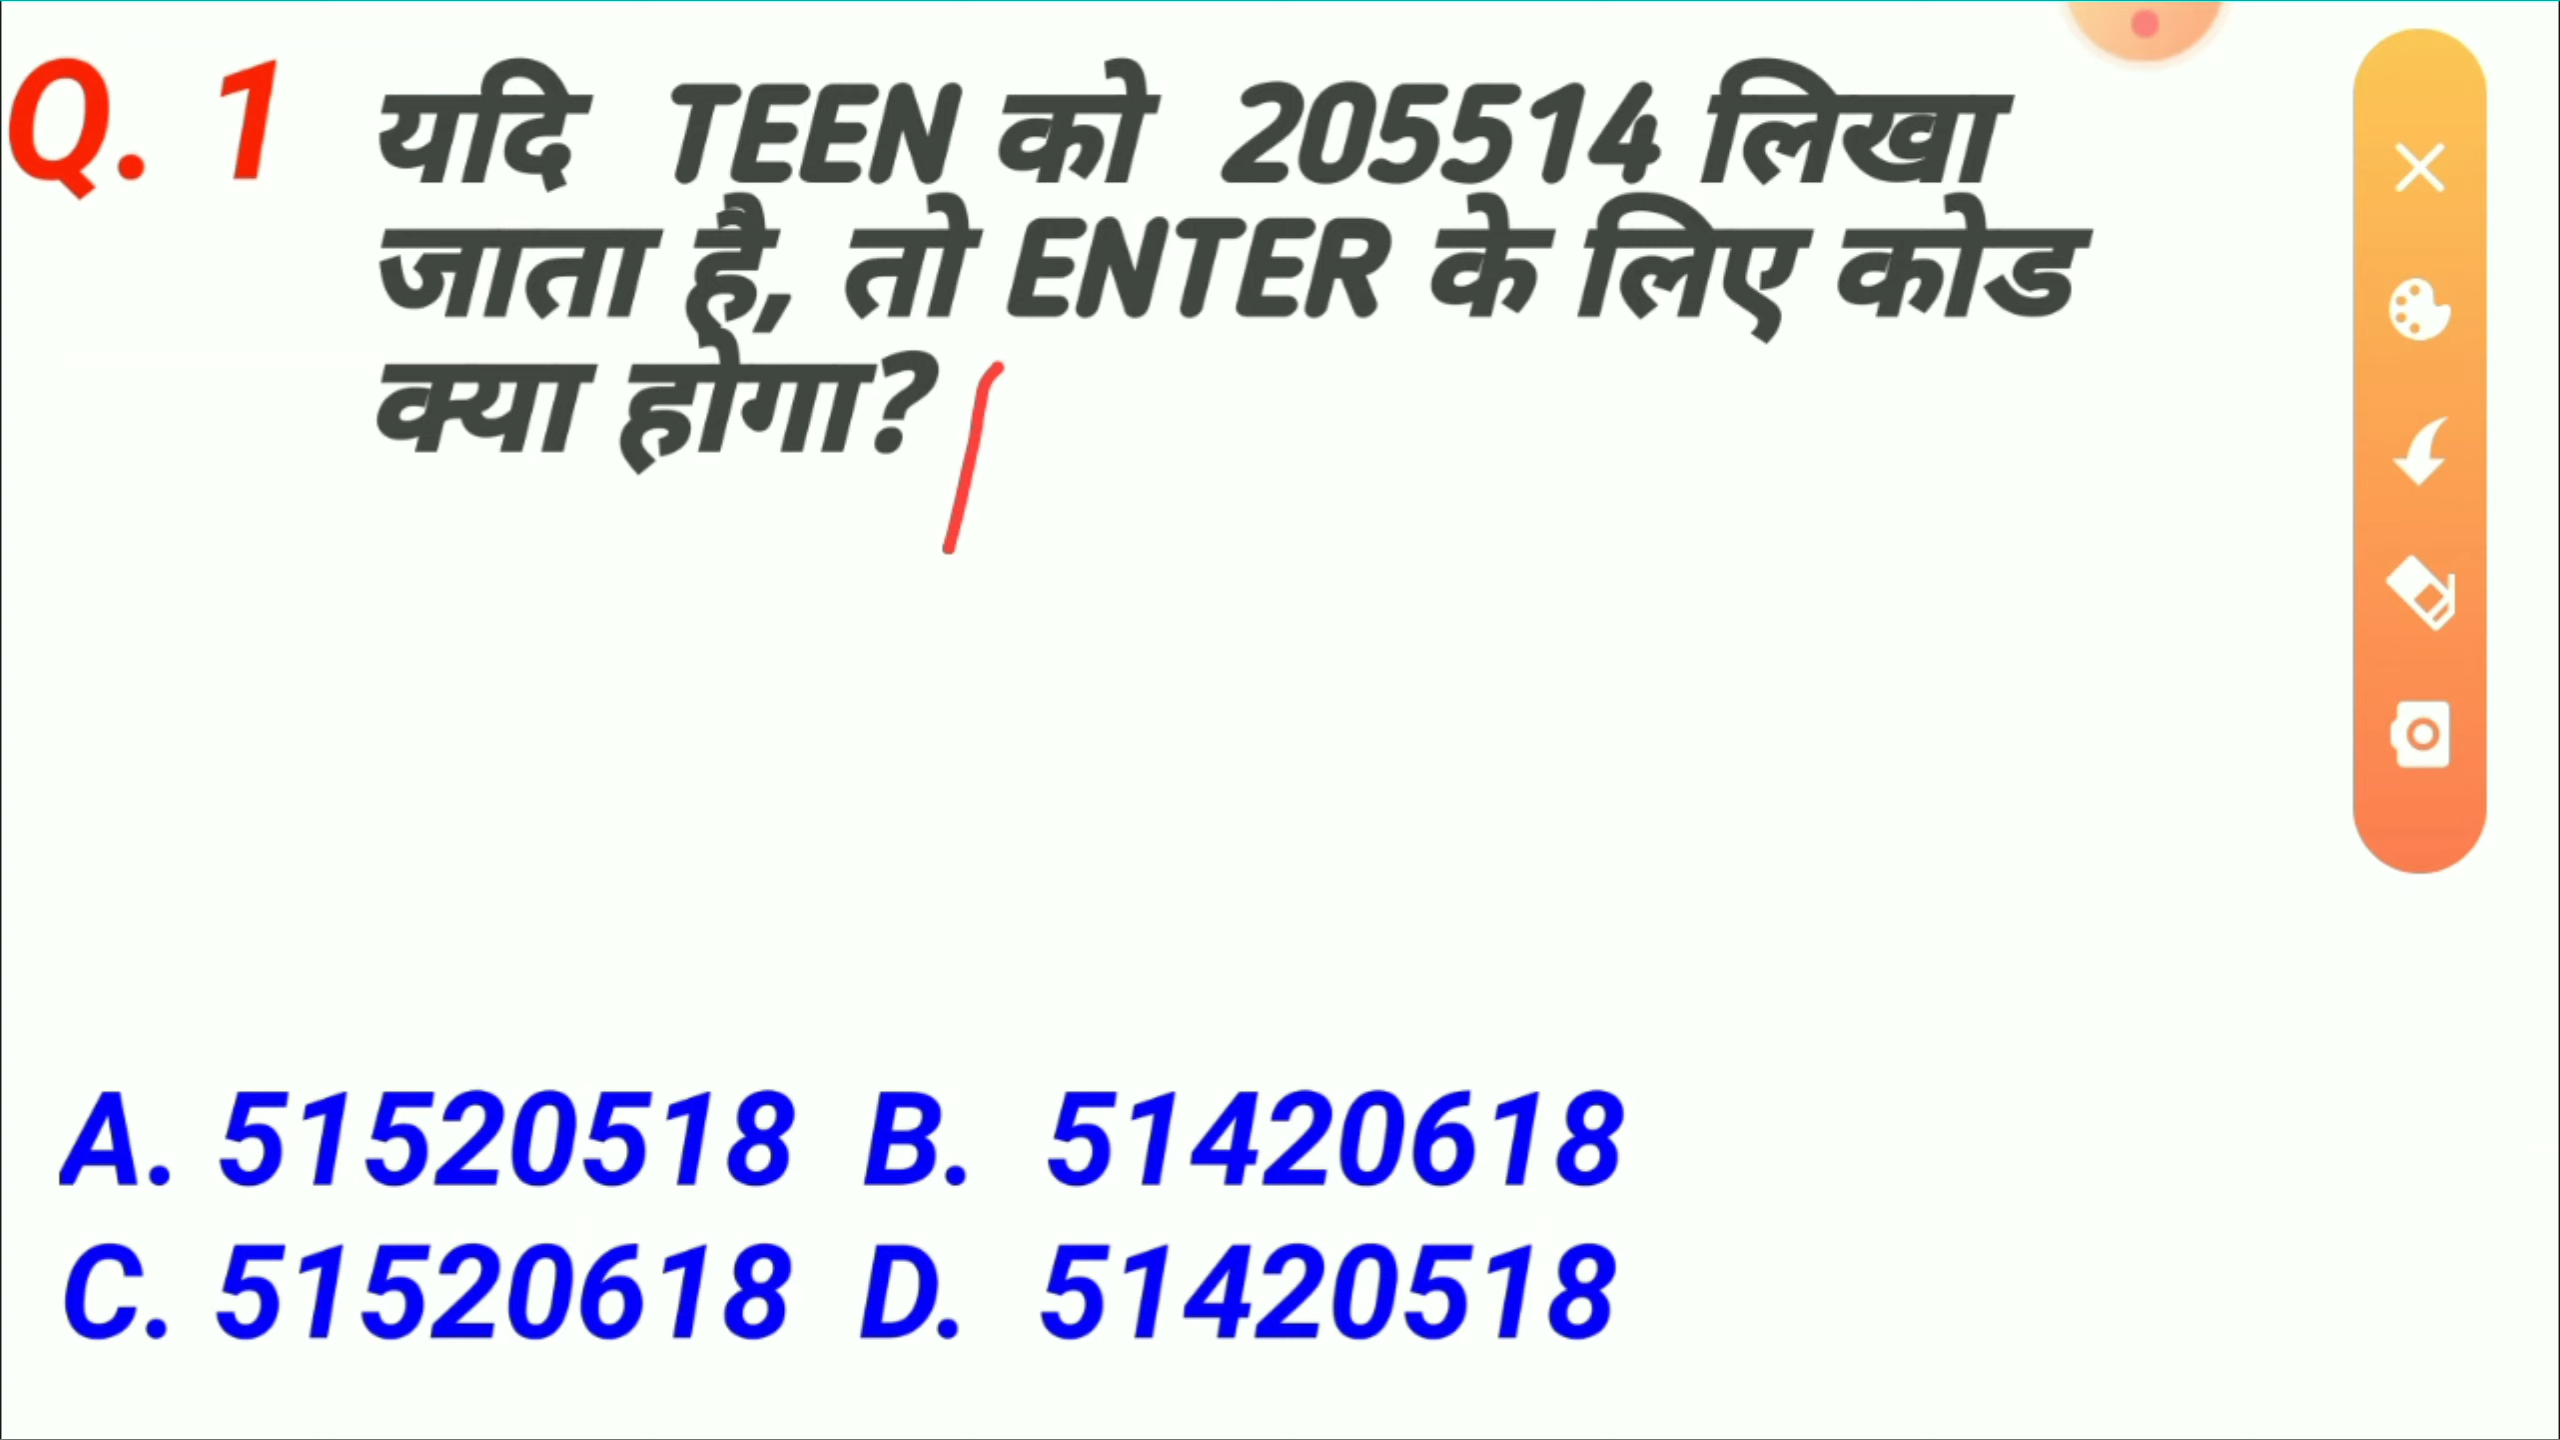 Q. 1 यदि TEEN को 205514 लिखा
जाता है, तो ENTER के लिए कोड
क्या होगा?
A. 51520518 B. 51420618
C. 51520618 D. 51420518